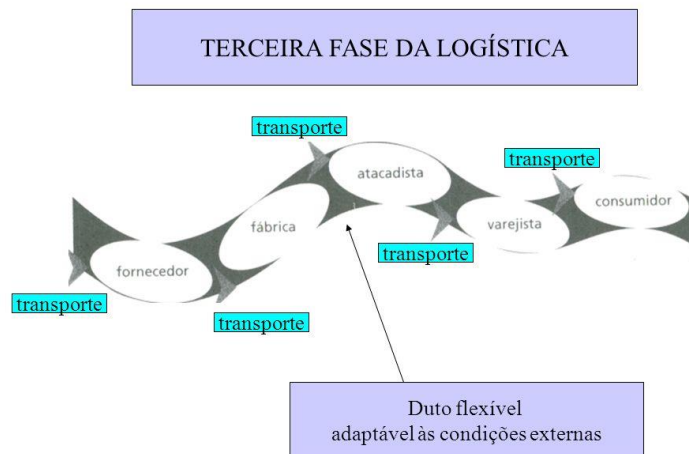 TERCEIRA FASE DA LOGÍSTICA
transporte
transporte
atacadista
consumidor
fábrica
varejista
transporte
fornecedor
transporte
transporte
Duto flexível
adaptável às condições externas